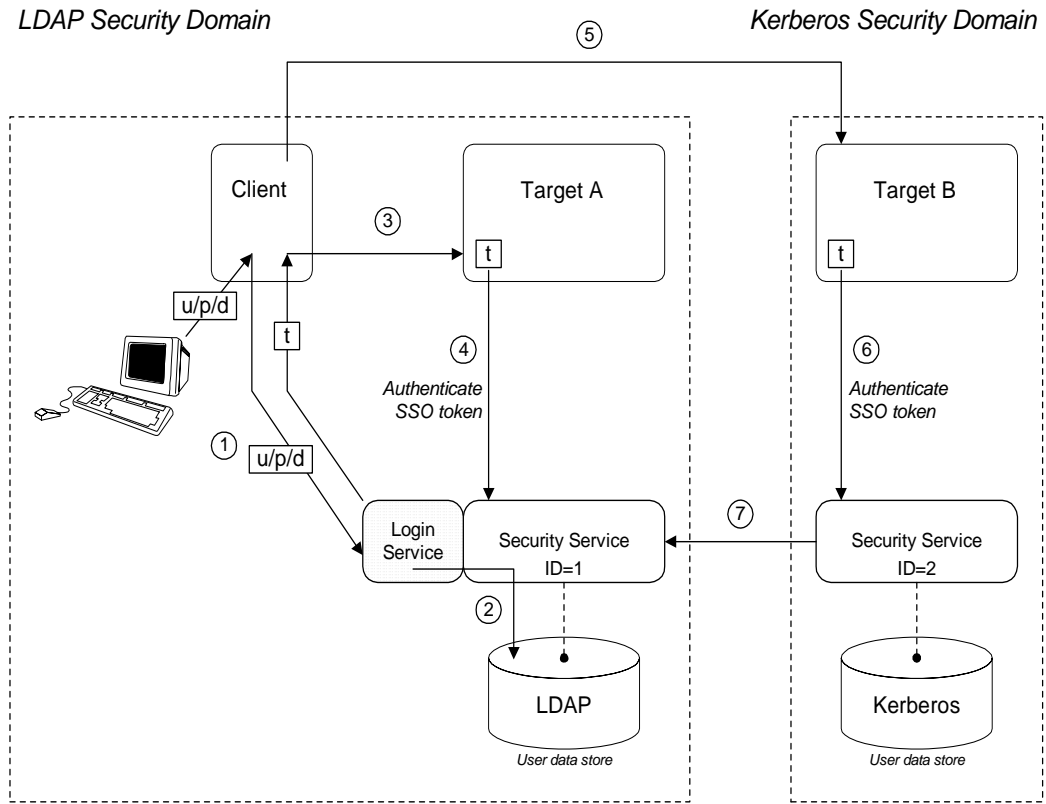 LDAP Security Domain
Kerberos Security Domain
5
Client
Target A
Target B
3
t
t
u/p/d
t
4
6
Authenticate
SSO token
Authenticate
SSO token
1
u/p/d
7
Login
Service
Security Service
ID=1
Security Service
ID=2
2
LDAP
Kerberos
User data store
User data store